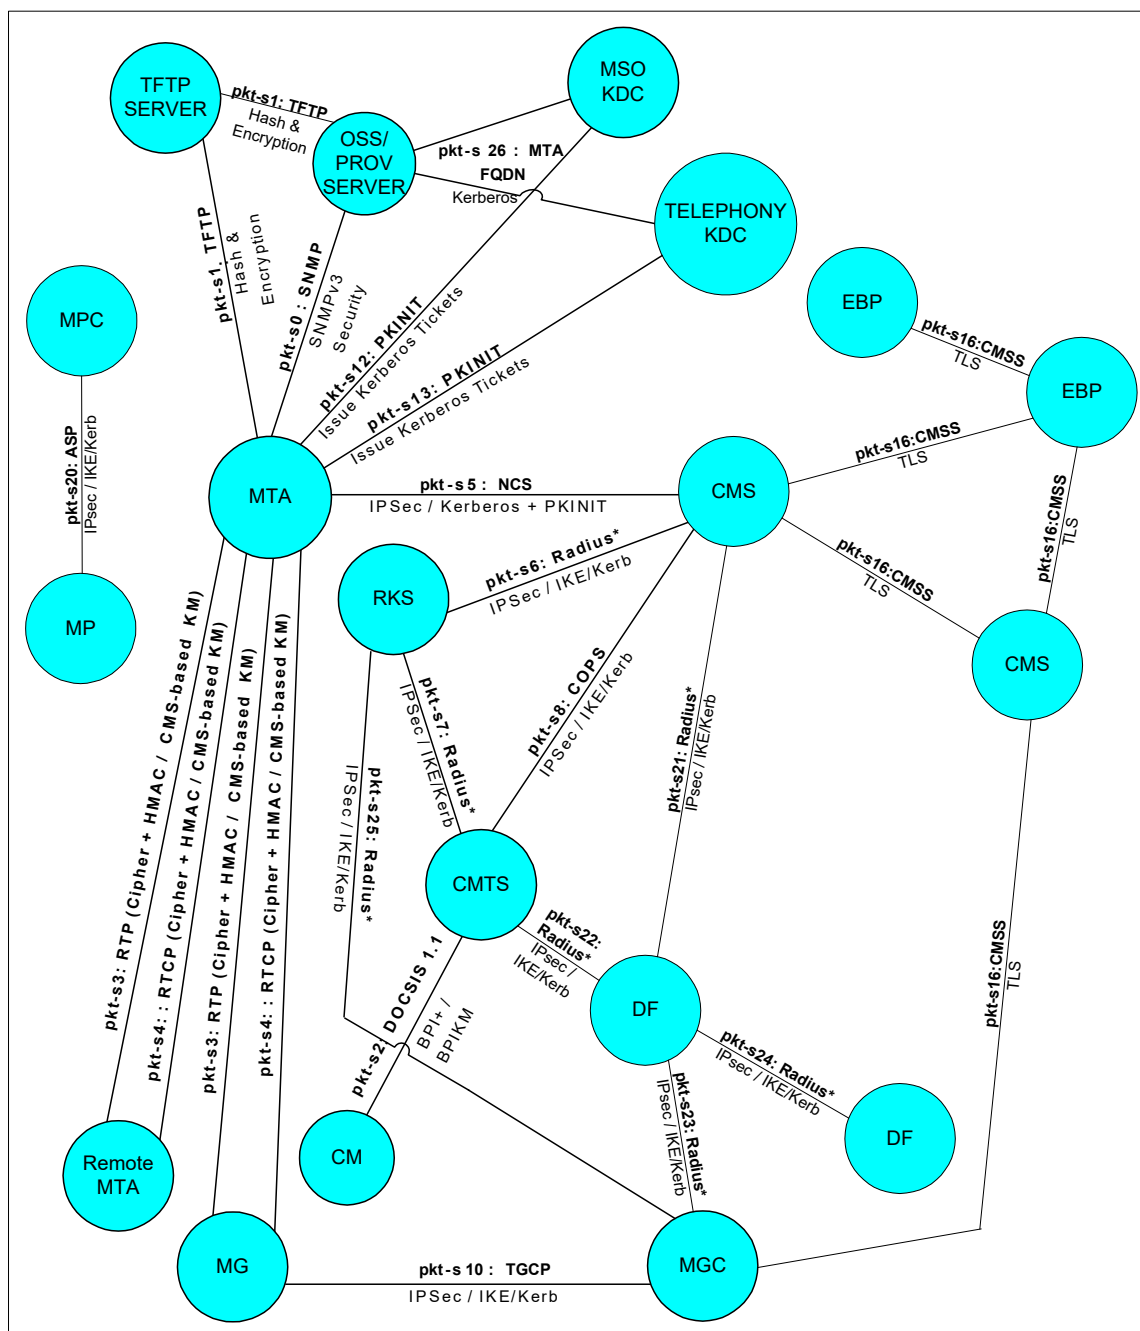 TFTP
SERVER
pkt-s1: TFTP
Hash &
Encryption
OSS/
PROV
SERVER
MSO
KDC
pkt-s 26 : MTA
FQDN
Kerberos
TELEPHONY
KDC
pkt-s1. TFTP
Hash &
Encryption
pkt-s0 : SNMP
SNMPv3
Security
pkt-s12: PKINIT
Issue Kerberos Tickets
pkt-s13: PKINIT
Issue Kerberos Tickets
MPC
pkt-s20: ASP
IPsec / IKE/Kerb
MP
EBP
pkt-s16:CMSS
TLS
EBP
pkt-s16:CMSS
TLS
pkt-s16:CMSS
TLS
MTA
pkt-s 5 : NCS
IPSec / Kerberos + PKINIT
CMS
pkt-s16:CMSS
TLS
CMS
RKS
pkt-s6: Radius*
IPSec / IKE/Kerb
pkt-s7: Radius*
IPSec / IKE/Kerb
pkt-s8: COPS
IPSec / IKE/Kerb
pkt-s21: Radius*
IPsec / IKE/Kerb
pkt-s25: Radius*
IPSec / IKE/Kerb
pkt-s3: RTP (Cipher + HMAC / CMS-based KM)
pkt-s4: : RTCP (Cipher + HMAC / CMS-based KM)
pkt-s3: RTP (Cipher + HMAC / CMS-based KM)
pkt-s4: : RTCP (Cipher + HMAC / CMS-based KM)
CMTS
pkt-s22:
Radius*
IPsec /
IKE/Kerb
DF
pkt-s2: DOCSIS 1.1
BPI+ /
BPIKM
pkt-s24: Radius*
IPsec / IKE/Kerb
pkt-s23: Radius*
IPsec / IKE/Kerb
pkt-s16:CMSS
TLS
DF
CM
Remote
MTA
MG
pkt-s 10 : TGCP
IPSec / IKE/Kerb
MGC